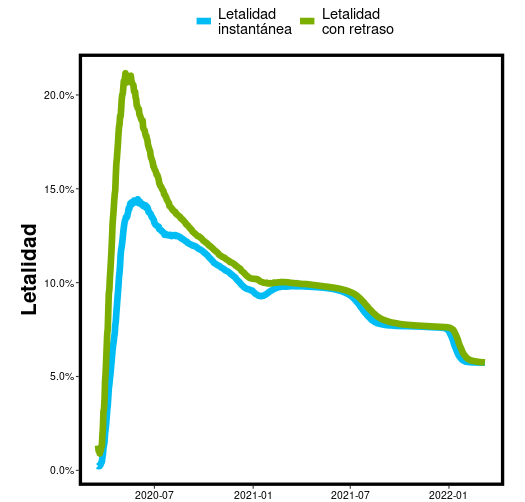 Letalidad
instantánea
Letalidad
con retraso
Letalidad
20.0%
15.0%
10.0%
5.0%
0.0%
2020-07
2021-01
2021-07
2022-01